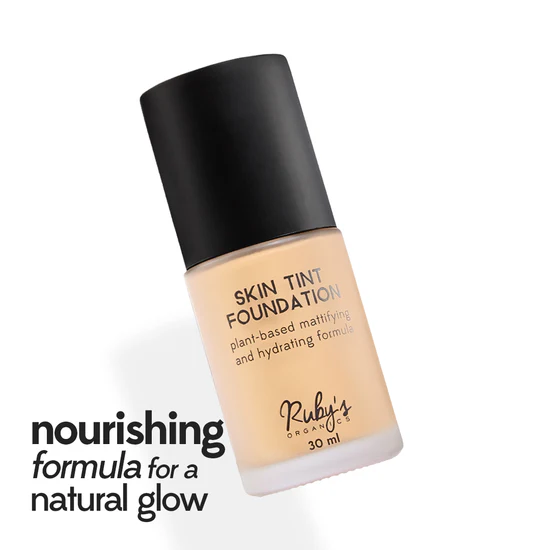 SKIN TINT
FOUNDATION
plant-based mattifying
and hydrating formula
Ruby's
ORGANICS
30 ml
nourishing
formula for a
natural glow